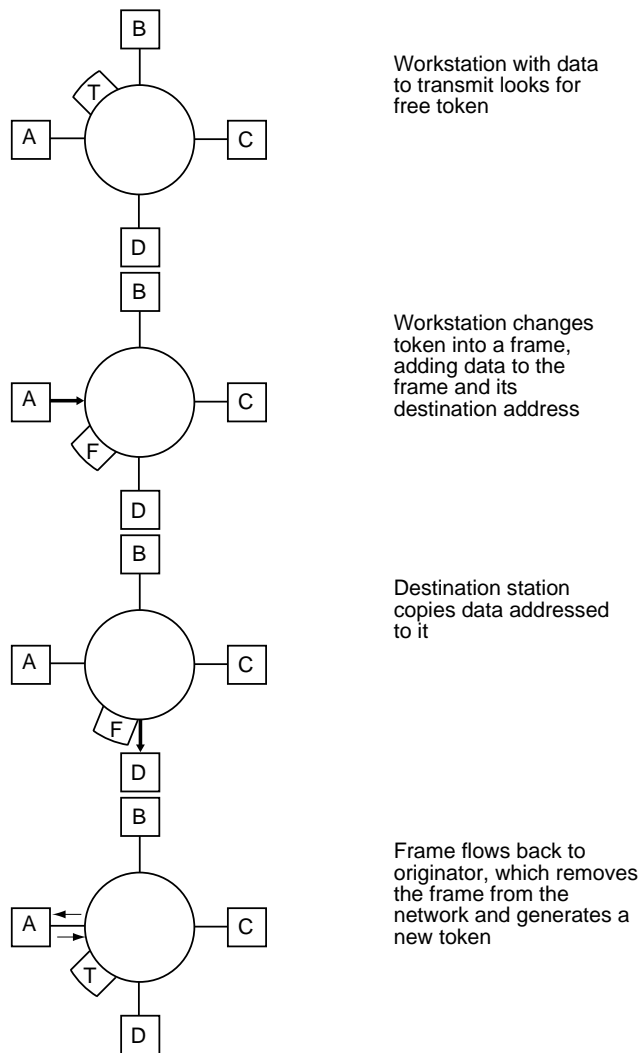 B
T
A
C
D
Workstation with data
to transmit looks for
free token
B
A
C
F
D
Workstation changes
token into a frame,
adding data to the
frame and its
destination address
B
A
C
F
D
Destination station
copies data addressed
to it
B
A
C
T
D
Frame flows back to
originator, which removes
the frame from the
network and generates a
new token